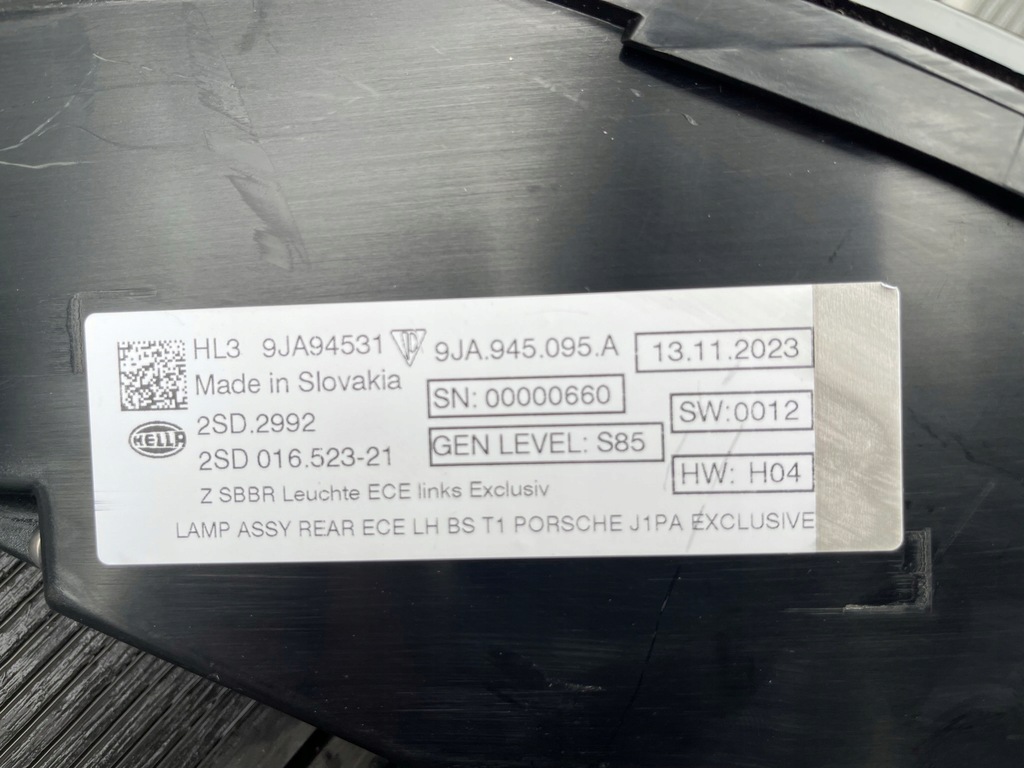 HL3 9JA94531 9JA.945.095.A 13.11.2023
Made in Slovakia SN: 00000660
2SD.2992 SW:0012
HELLA
2SD 016.523-21 GEN LEVEL: S85
HW: H04
Z SBBR Leuchte ECE links Exclusiv
LAMP ASSY REAR ECE LH BS T1 PORSCHE J1PA EXCLUSIVE